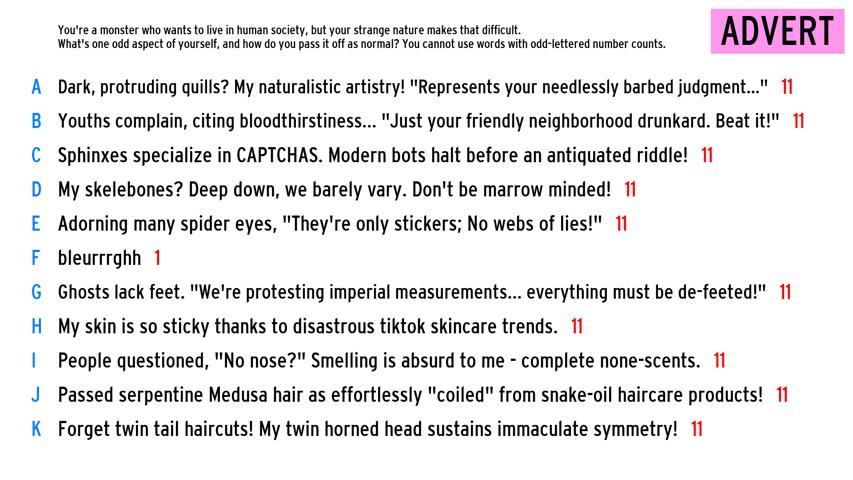 You're a monster who wants to live in human society, but your strange nature makes that difficult.
What's one odd aspect of yourself, and how do you pass it off as normal? You cannot use words with odd-lettered number counts.
ADVERT
A Dark, protruding quills? My naturalistic artistry! "Represents your needlessly barbed judgment..." 11
B Youths complain, citing bloodthirstiness... "Just your friendly neighborhood drunkard. Beat it!" 11
C Sphinxes specialize in CAPTCHAS. Modern bots halt before an antiquated riddle! 11
D My skelebones? Deep down, we barely vary. Don't be marrow minded! 11
E Adorning many spider eyes, "They're only stickers; No webs of lies!" 11
F bleurrrghh 1
G Ghosts lack feet. "We're protesting imperial measurements... everything must be de-feeted!" 11
H My skin is so sticky thanks to disastrous tiktok skincare trends. 11
I People questioned, "No nose?" Smelling is absurd to me - complete none-scents. 11
J Passed serpentine Medusa hair as effortlessly "coiled" from snake-oil haircare products! 11
K Forget twin tail haircuts! My twin horned head sustains immaculate symmetry! 11